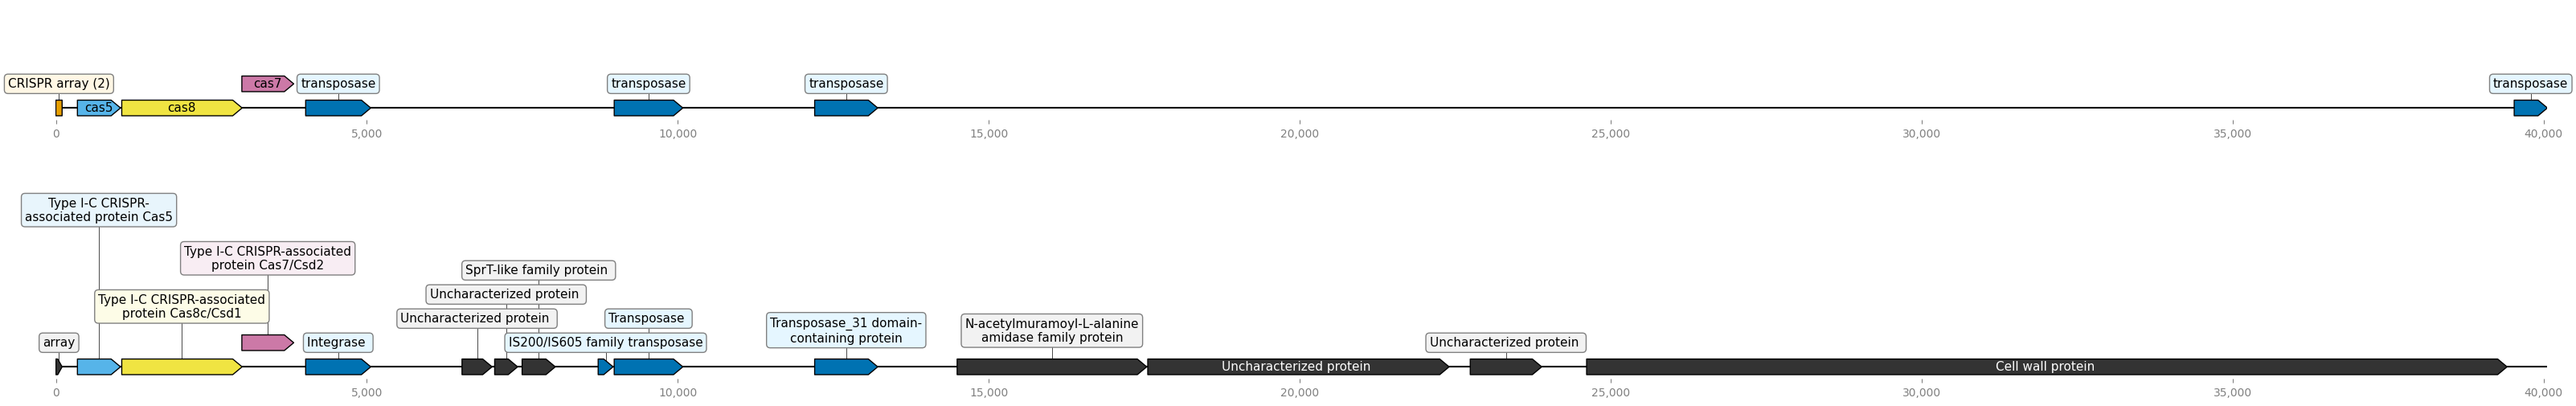 CRISPR array (2)
cas7
transposase
transposase
transposase
transposase
cas5
cas8
0
5,000
10,000
15,000
20,000
25,000
30,000
35,000
40,000
Type I-C CRISPR-
associated protein Cas5
Type I-C CRISPR-associated
protein Cas7/Csd2
SprT-like family protein
Type I-C CRISPR-associated
protein Cas8c/Csd1
Uncharacterized protein
Uncharacterized protein
Transposase
Transposase_31 domain-
containing protein
N-acetylmuramoyl-L-alanine
amidase family protein
array
Integrase
IS200/IS605 family transposase
Uncharacterized protein
Uncharacterized protein
Cell wall protein
0
5,000
10,000
15,000
20,000
25,000
30,000
35,000
40,000